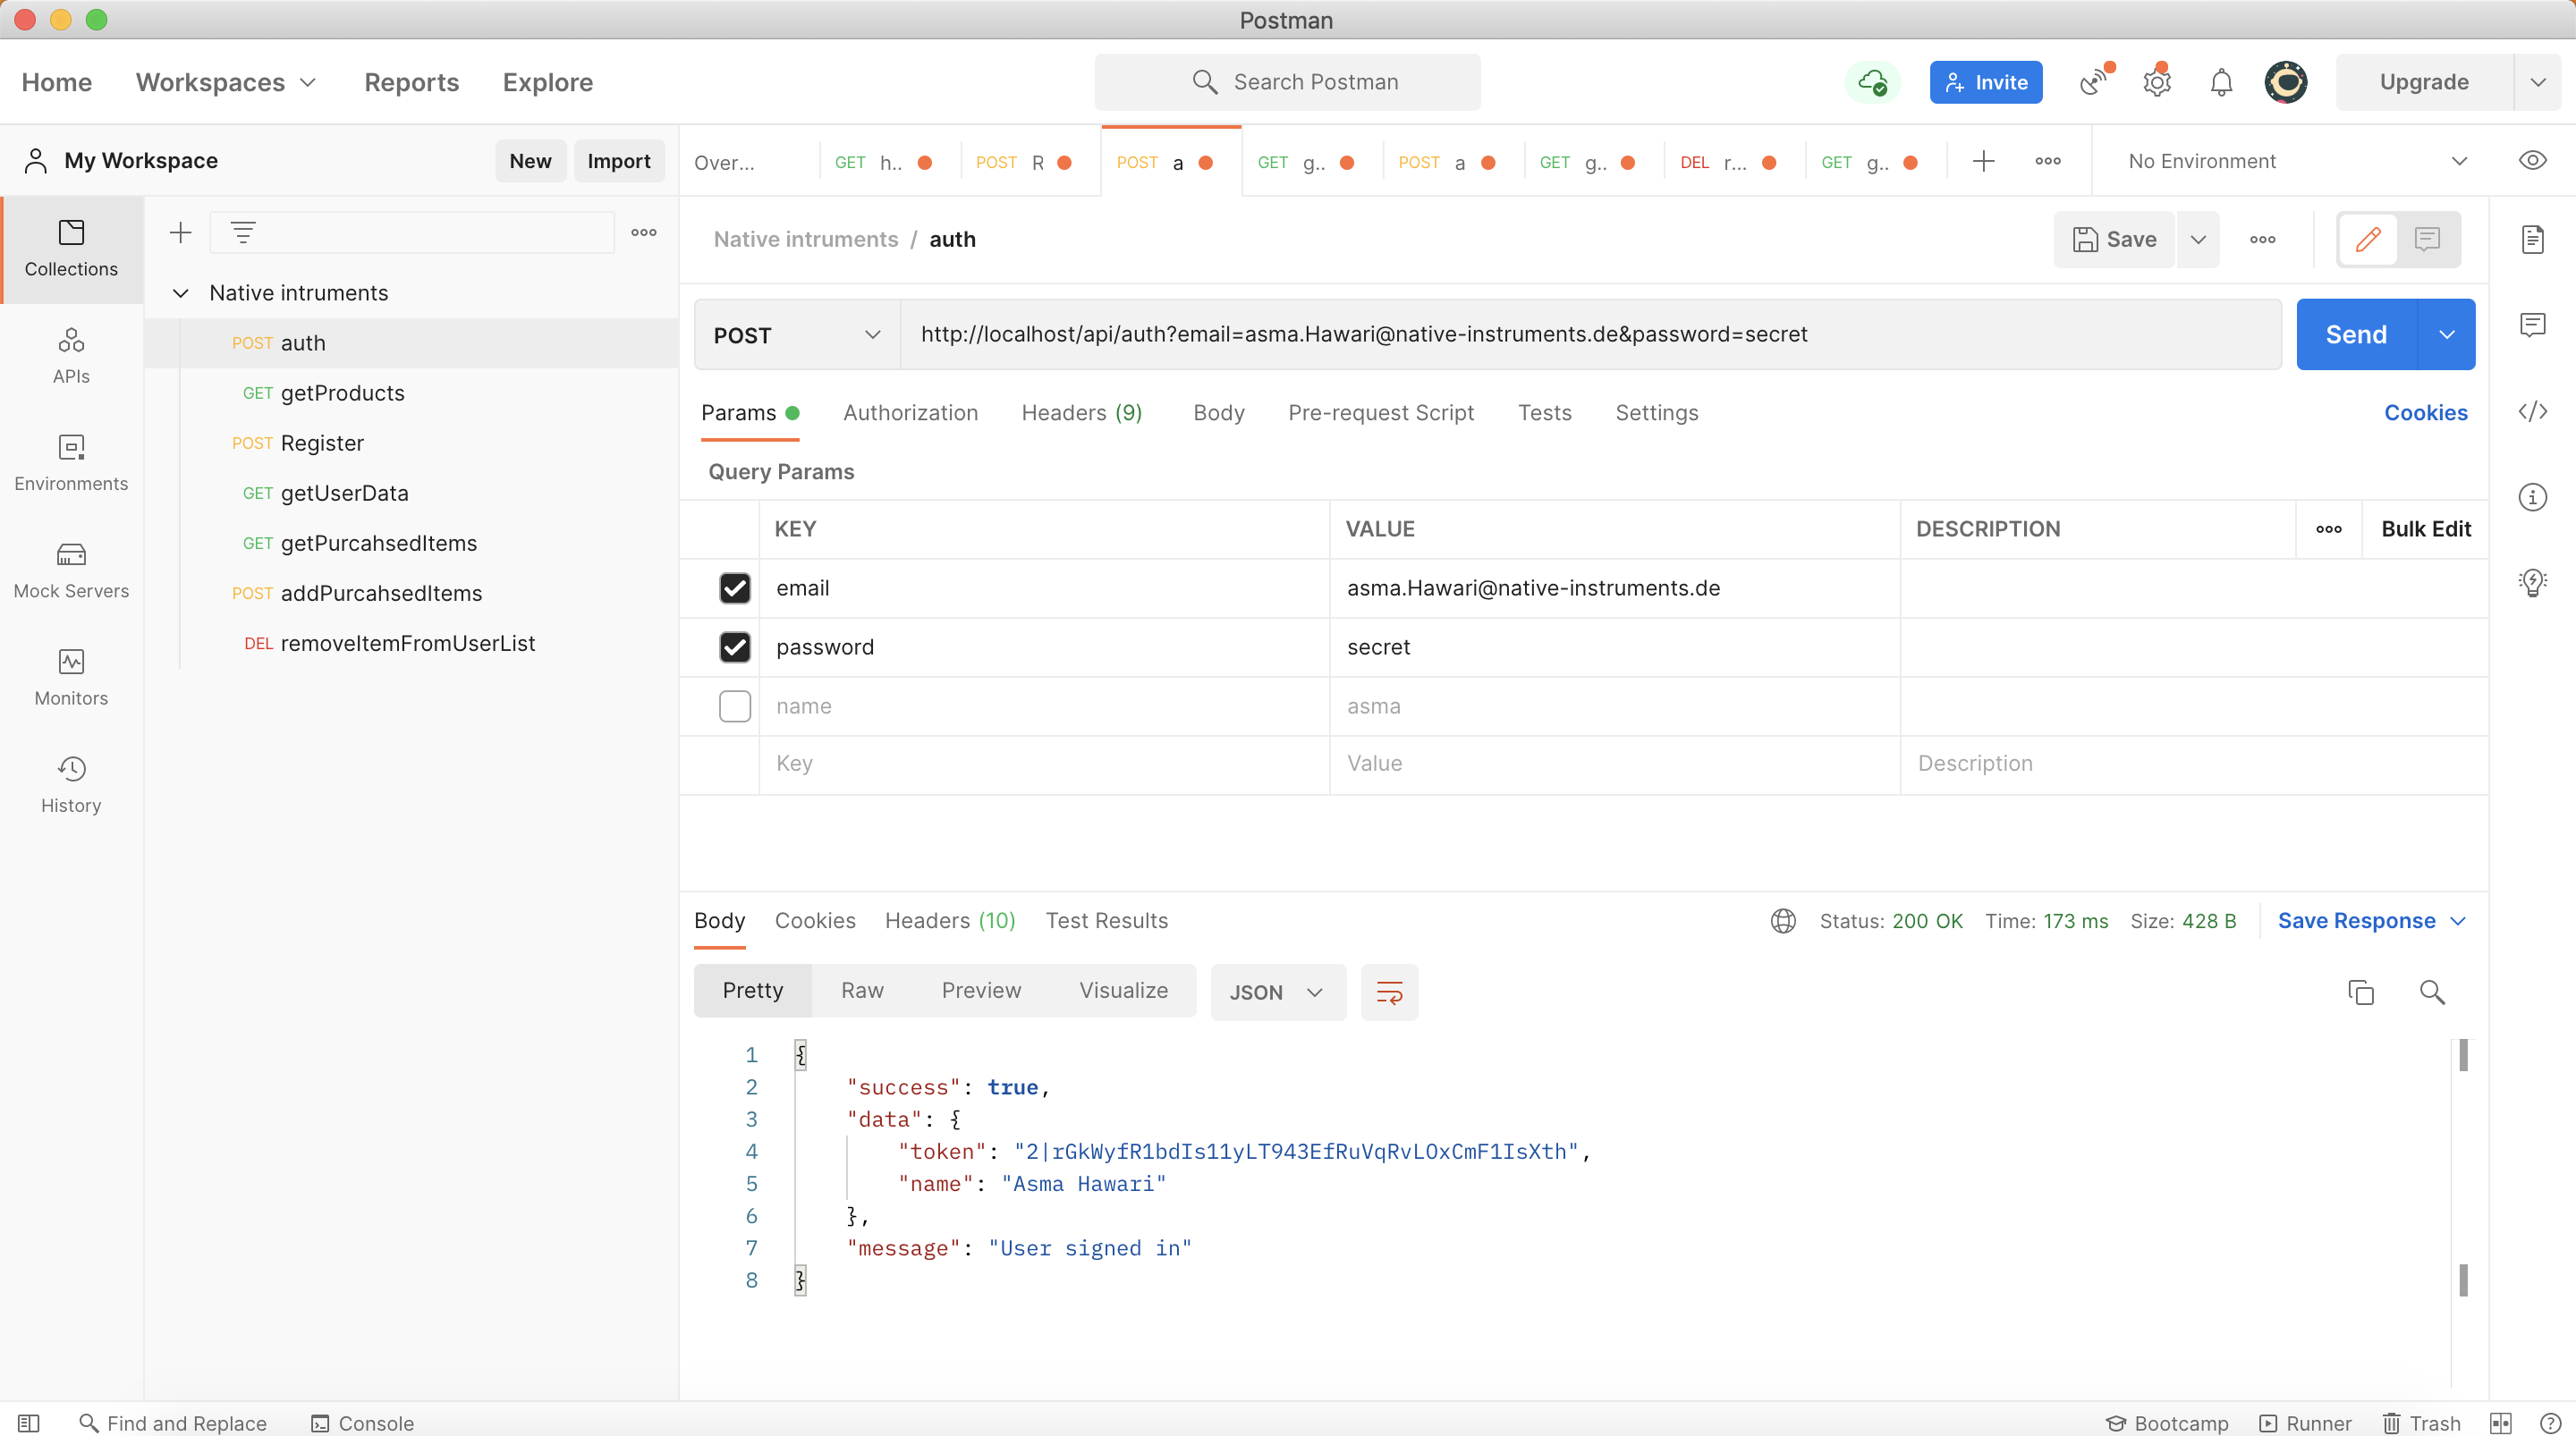 Postman
Home Workspaces Reports Explore Search Postman Invite Upgrade
My Workspace New Import Over... GET h.. POST R POST a GET g.. POST a GET g.. DEL r... GET g.. No Environment
Collections
APIs
Environments
Mock Servers
Monitors
History
Native intruments
POST auth
GET getProducts
POST Register
GET getUserData
GET getPurcahsedItems
POST addPurcahsedItems
DEL removeItemFromUserList
Native intruments / auth Save
POST http://localhost/api/auth?email=asma.Hawari@native-instruments.de&password=secret Send
Params Authorization Headers (9) Body Pre-request Script Tests Settings Cookies
Query Params
KEY VALUE DESCRIPTION Bulk Edit
email asma.Hawari@native-instruments.de
password secret
name asma
Key Value Description
Body Cookies Headers (10) Test Results Status: 200 OK Time: 173 ms Size: 428 B Save Response
Pretty Raw Preview Visualize JSON
1 {
2 "success": true,
3 "data": {
4 "token": "2|rGkWyfR1bdIs11yLT943EfRuVqRvLOxCmF1IsXth",
5 "name": "Asma Hawari"
6 },
7 "message": "User signed in"
8 }
Find and Replace Console Bootcamp Runner Trash